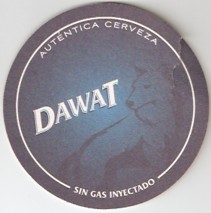 AUTENTICA CERVEZA
DAWAT
SIN GAS INYECTADO